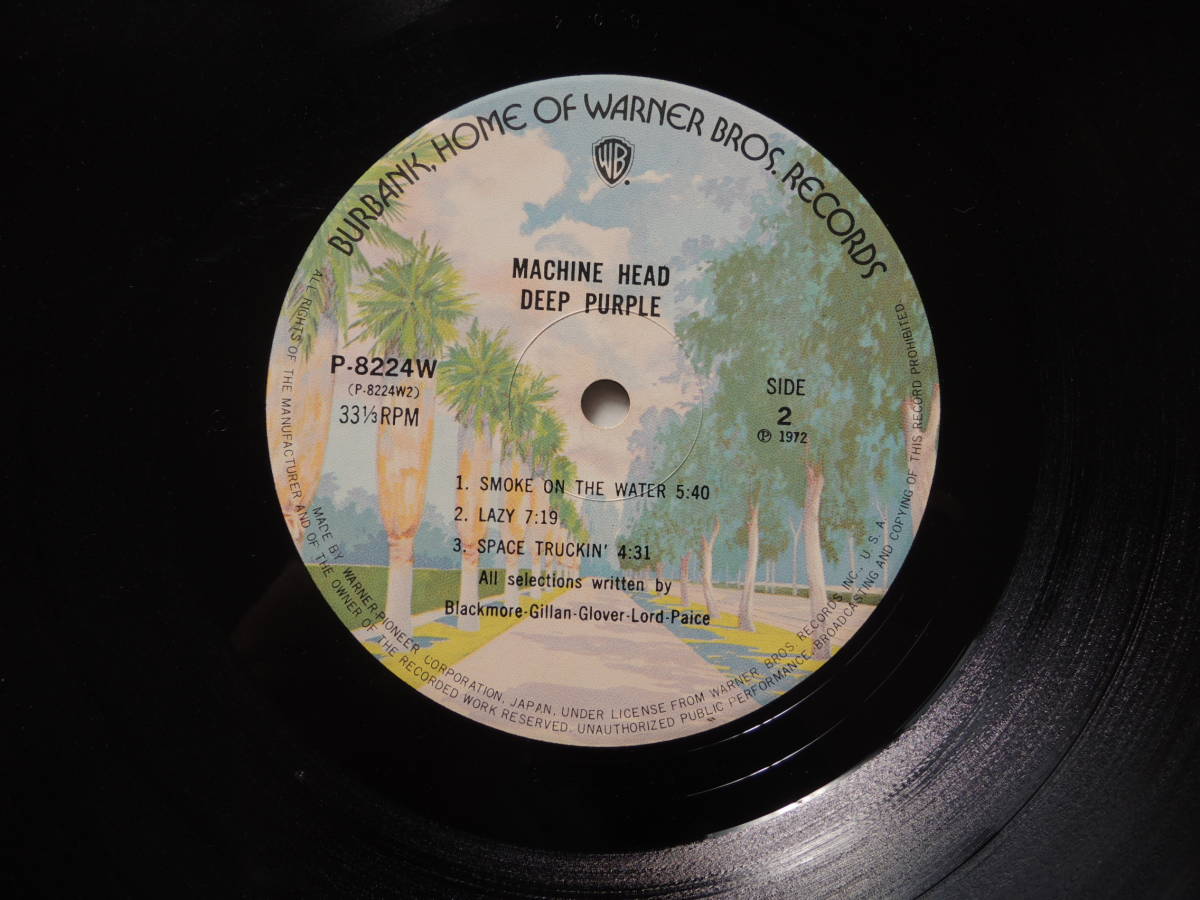 BURBANK, HOME OF WARNER BROS. RECORDS
WB
MACHINE HEAD
DEEP PURPLE
P-8224W
(P-8224W2)
33⅓RPM
SIDE
2
Ⓟ 1972
1. SMOKE ON THE WATER 5:40
2. LAZY 7:19
3. SPACE TRUCKIN' 4:31
All selections written by
Blackmore-Gillan-Glover-Lord-Paice
MADE BY WARNER-PIONEER CORPORATION, JAPAN, UNDER LICENSE FROM WARNER BROS. RECORDS INC., U.S.A.
ALL RIGHTS OF THE MANUFACTURER AND OF THE OWNER OF THE RECORDED WORK RESERVED. UNAUTHORIZED PUBLIC PERFORMANCE, BROADCASTING AND COPYING OF THIS RECORD PROHIBITED.